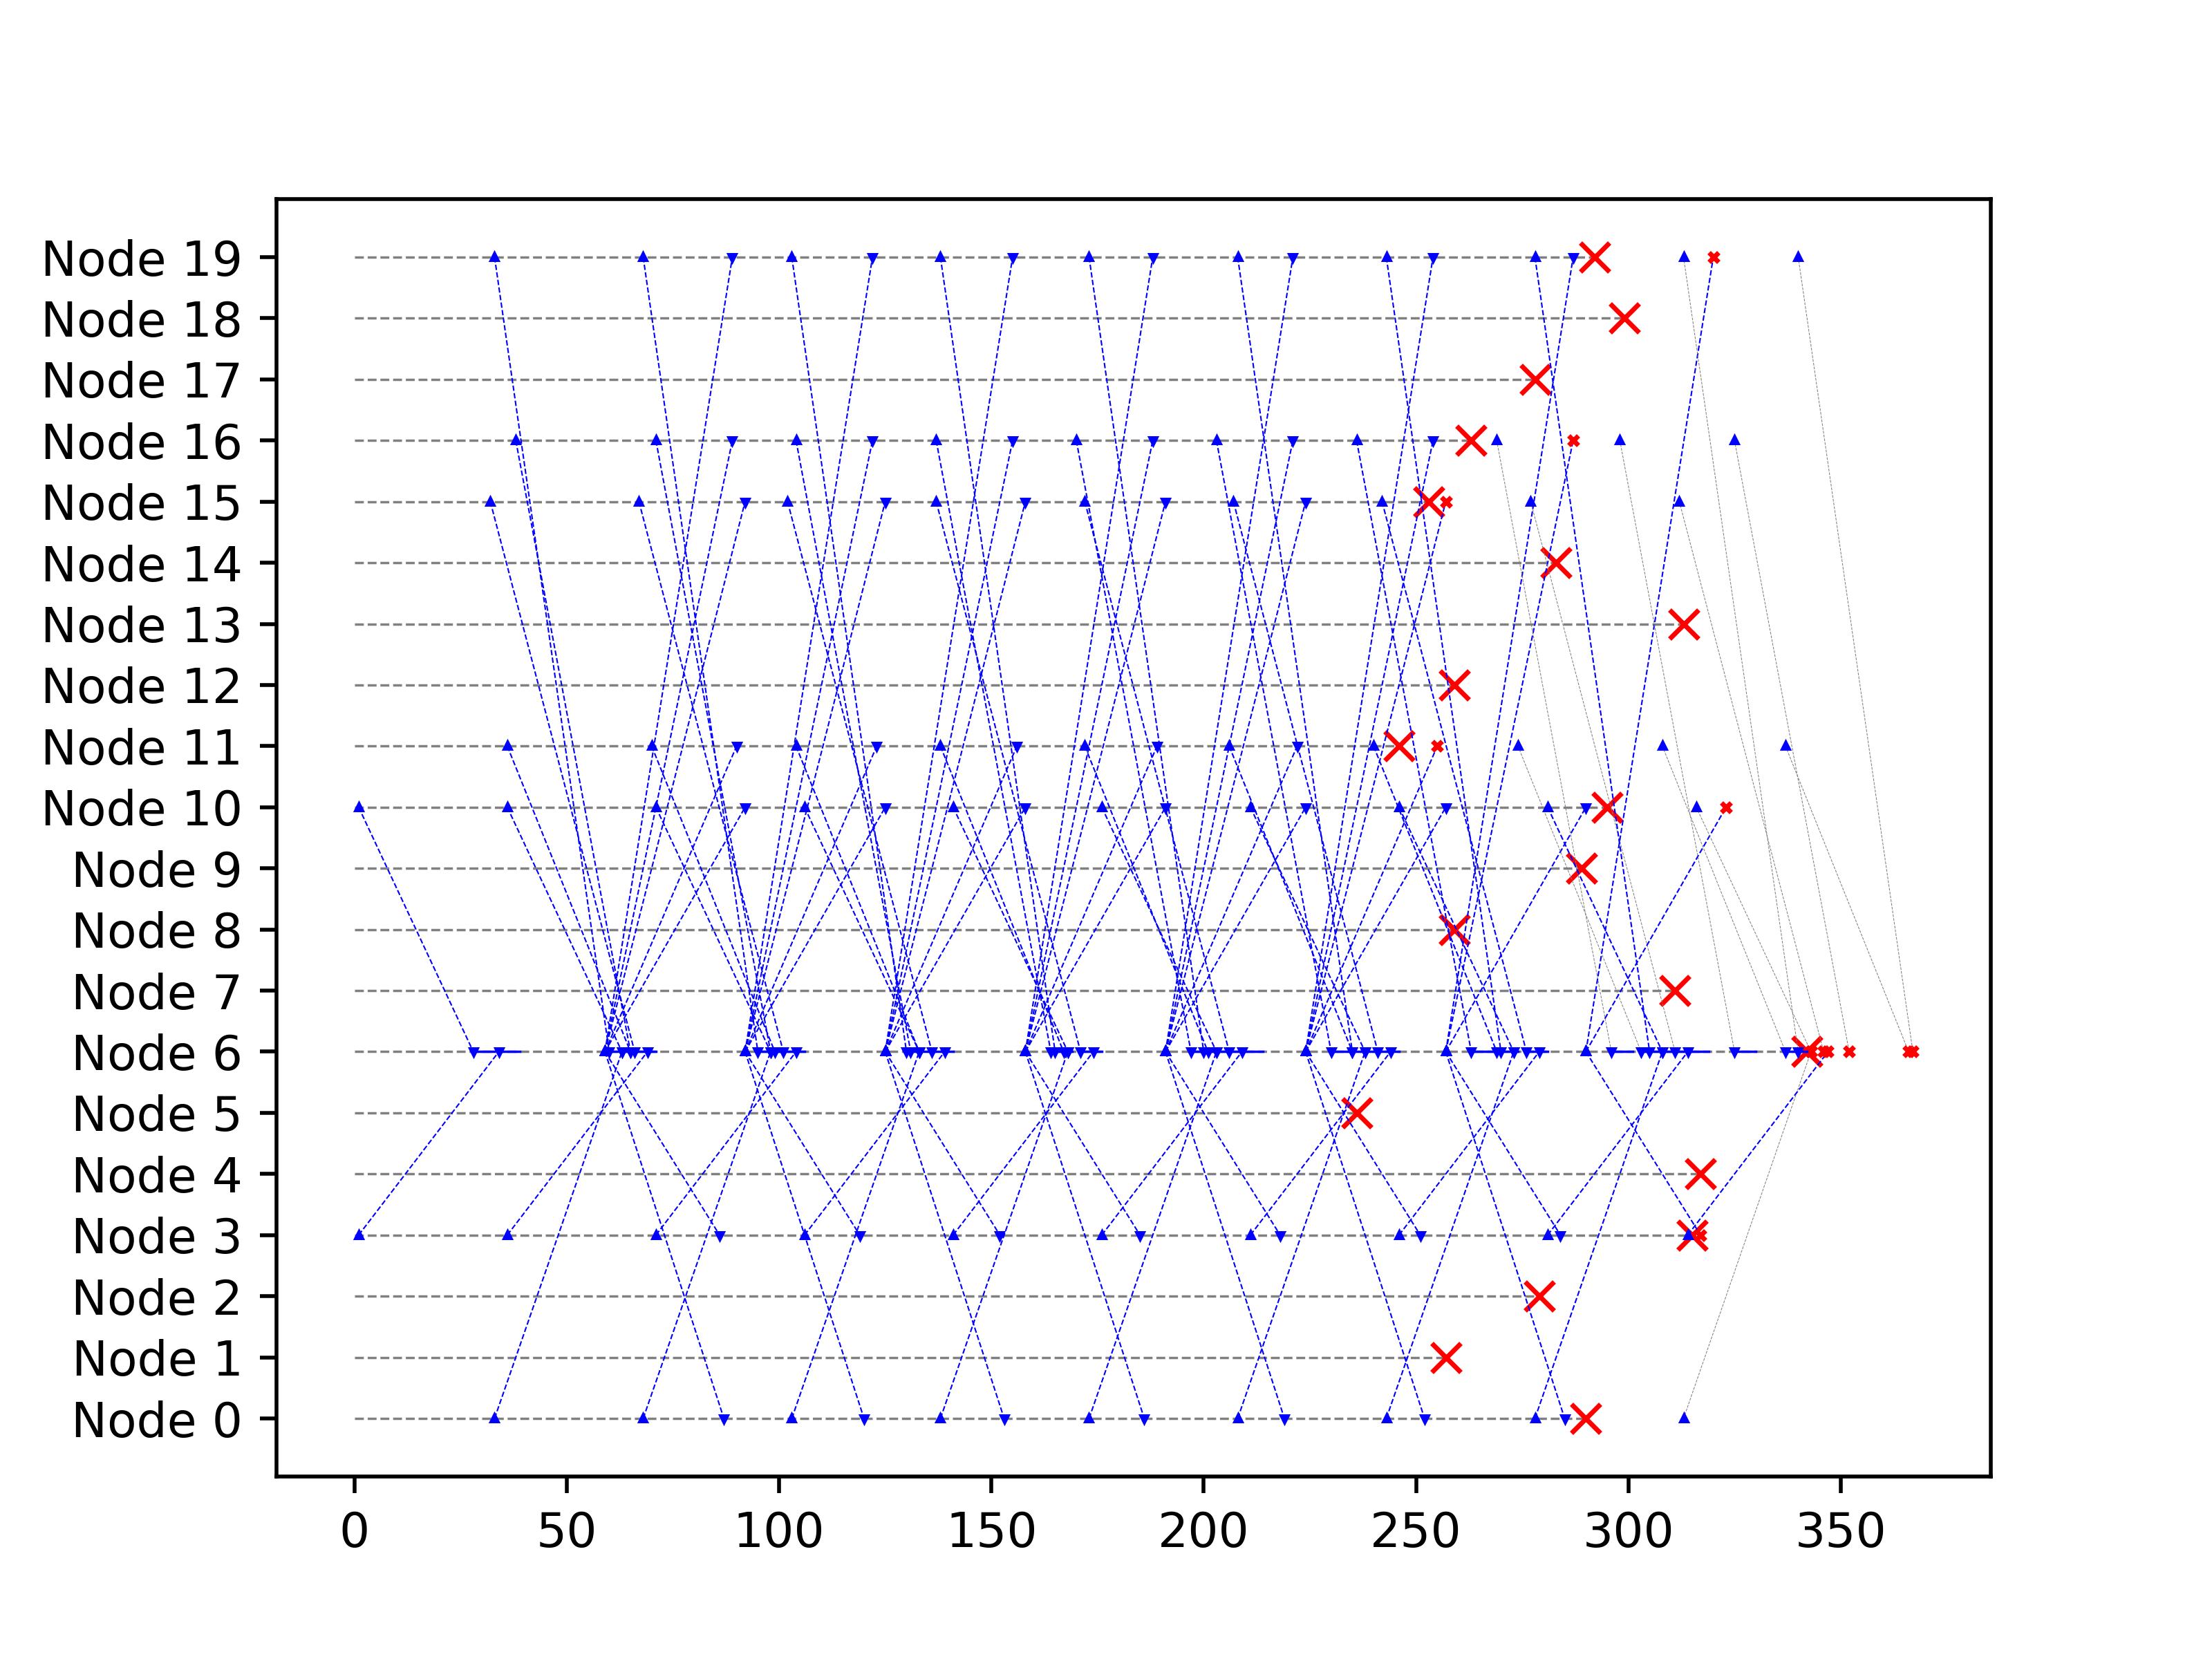 Node 19
Node 18
Node 17
Node 16
Node 15
Node 14
Node 13
Node 12
Node 11
Node 10
Node 9
Node 8
Node 7
Node 6
Node 5
Node 4
Node 3
Node 2
Node 1
Node 0
0 50 100 150 200 250 300 350